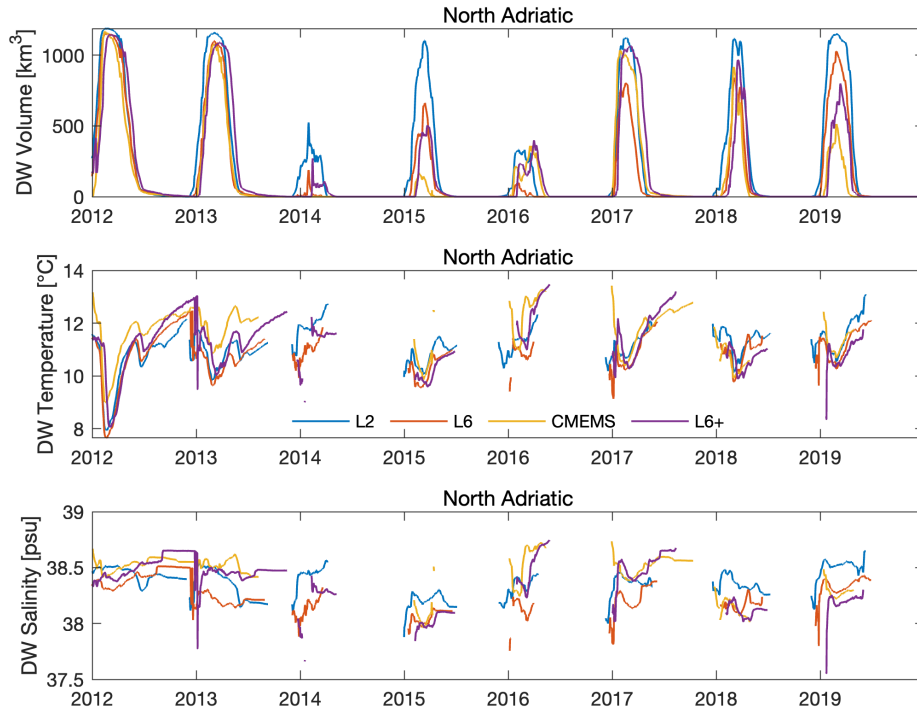 North Adriatic
DW Volume [km³]
1000
500
0
2012 2013 2014 2015 2016 2017 2018 2019
North Adriatic
DW Temperature [°C]
14
12
10
8
L2 L6 CMEMS L6+
2012 2013 2014 2015 2016 2017 2018 2019
North Adriatic
DW Salinity [psu]
39
38.5
38
37.5
2012 2013 2014 2015 2016 2017 2018 2019